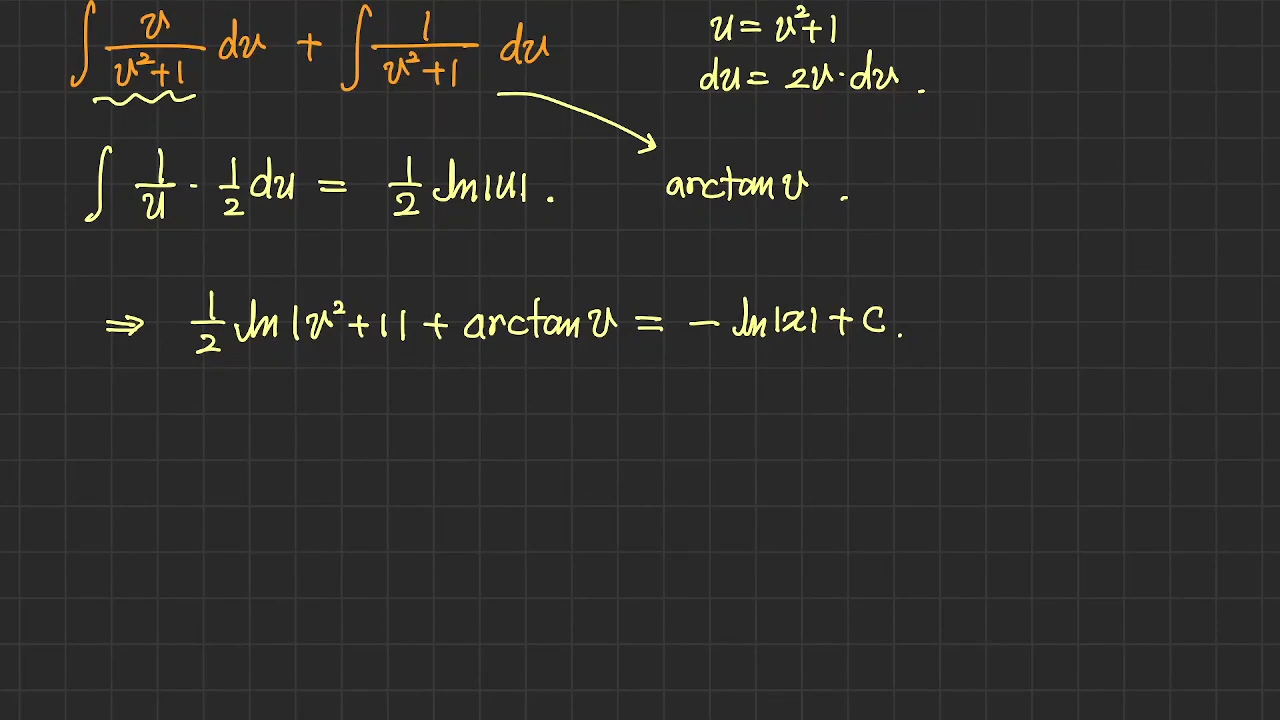 ∫ v/(v²+1) dv + ∫ 1/(v²+1) dv
u = v²+1
du = 2v·dv.
∫ 1/u · 1/2 du = 1/2 ln|u|.
arctan v.
⇒ 1/2 ln|v²+1| + arctan v = - ln|x| + C.